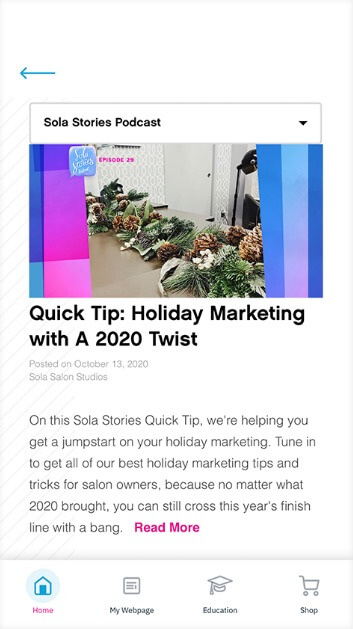 Sola Stories Podcast
Sola
Stories
EPISODE 29
Quick Tip: Holiday Marketing
with A 2020 Twist
Posted on October 13, 2020
Sola Salon Studios
On this Sola Stories Quick Tip, we're helping you
get a jumpstart on your holiday marketing. Tune in
to get all of our best holiday marketing tips and
tricks for salon owners, because no matter what
2020 brought, you can still cross this year's finish
line with a bang. Read More
Home
My Webpage
Education
Shop